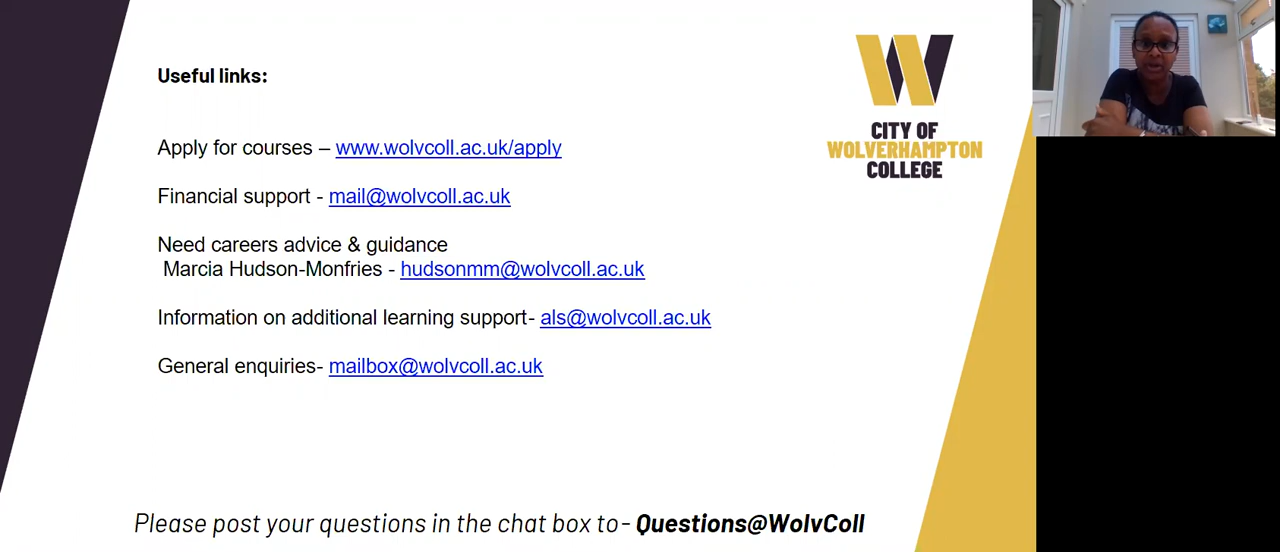 Useful links:
CITY OF
WOLVERHAMPTON
COLLEGE
Apply for courses – www.wolvcoll.ac.uk/apply
Financial support - mail@wolvcoll.ac.uk
Need careers advice & guidance
Marcia Hudson-Monfries - hudsonmm@wolvcoll.ac.uk
Information on additional learning support- als@wolvcoll.ac.uk
General enquiries- mailbox@wolvcoll.ac.uk
Please post your questions in the chat box to- Questions@WolvColl